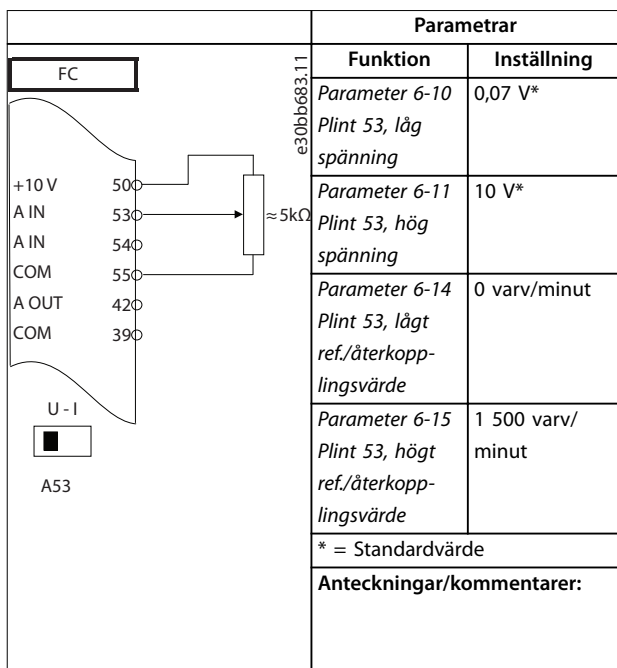 Parametrar
Funktion Inställning
Parameter 6-10 Plint 53, låg spänning 0,07 V*
Parameter 6-11 Plint 53, hög spänning 10 V*
Parameter 6-14 Plint 53, lågt ref./återkopp-lingsvärde 0 varv/minut
Parameter 6-15 Plint 53, högt ref./återkopp-lingsvärde 1 500 varv/minut
* = Standardvärde
Anteckningar/kommentarer:
FC
e30bb683.11
+10 V 50
A IN 53
≈ 5kΩ
A IN 54
COM 55
A OUT 42
COM 39
U - I
A53